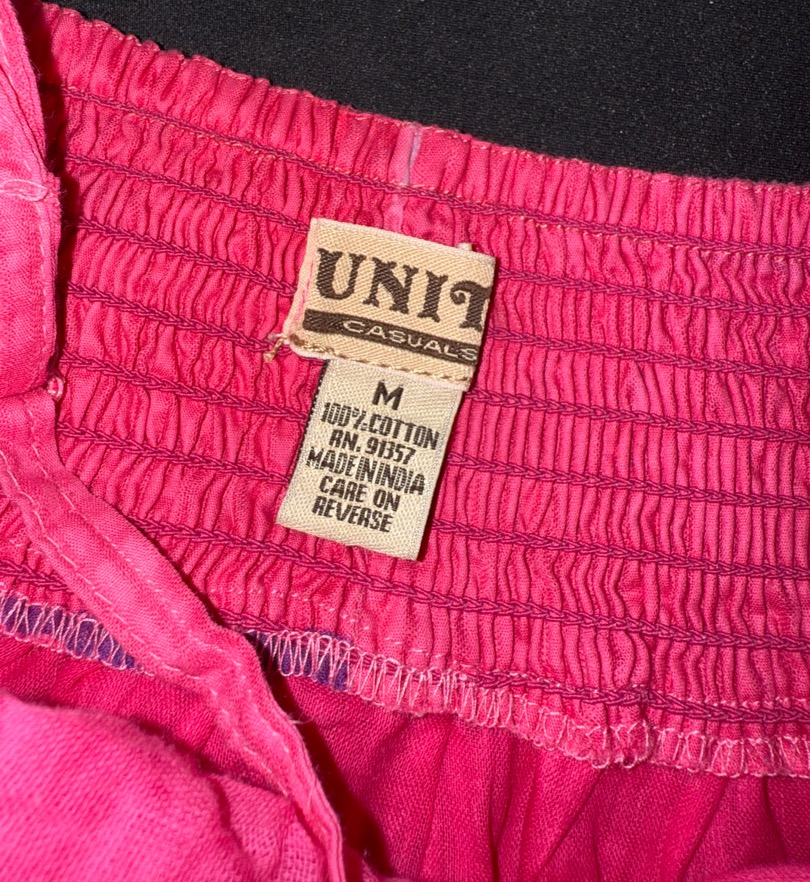 UNIT
CASUALS
M
100% COTTON
RN. 91357
MADE IN INDIA
CARE ON
REVERSE